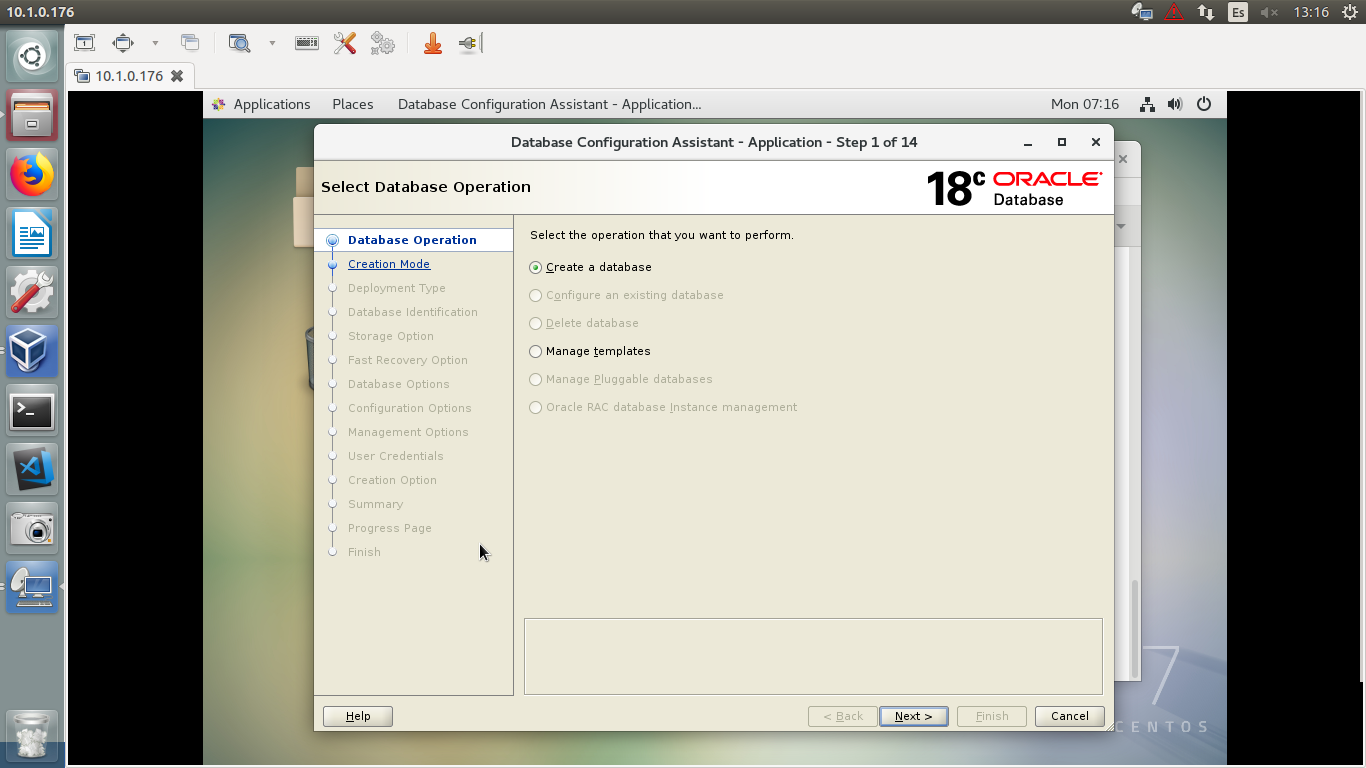 10.1.0.176
Es
13:16
10.1.0.176
Applications Places Database Configuration Assistant - Application...
Mon 07:16
Database Configuration Assistant - Application - Step 1 of 14
Select Database Operation
18c ORACLE
Database
Database Operation
Creation Mode
Deployment Type
Database Identification
Storage Option
Fast Recovery Option
Database Options
Configuration Options
Management Options
User Credentials
Creation Option
Summary
Progress Page
Finish
Select the operation that you want to perform.
Create a database
Configure an existing database
Delete database
Manage templates
Manage Pluggable databases
Oracle RAC database Instance management
Help
< Back
Next >
Finish
Cancel
7
CENTOS